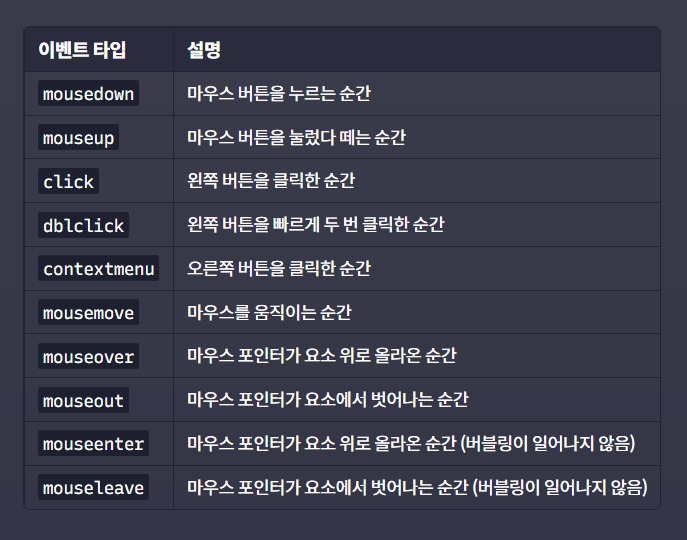 이벤트 타입 설명
mousedown 마우스 버튼을 누르는 순간
mouseup 마우스 버튼을 눌렀다 떼는 순간
click 왼쪽 버튼을 클릭한 순간
dblclick 왼쪽 버튼을 빠르게 두 번 클릭한 순간
contextmenu 오른쪽 버튼을 클릭한 순간
mousemove 마우스를 움직이는 순간
mouseover 마우스 포인터가 요소 위로 올라온 순간
mouseout 마우스 포인터가 요소에서 벗어나는 순간
mouseenter 마우스 포인터가 요소 위로 올라온 순간 (버블링이 일어나지 않음)
mouseleave 마우스 포인터가 요소에서 벗어나는 순간 (버블링이 일어나지 않음)